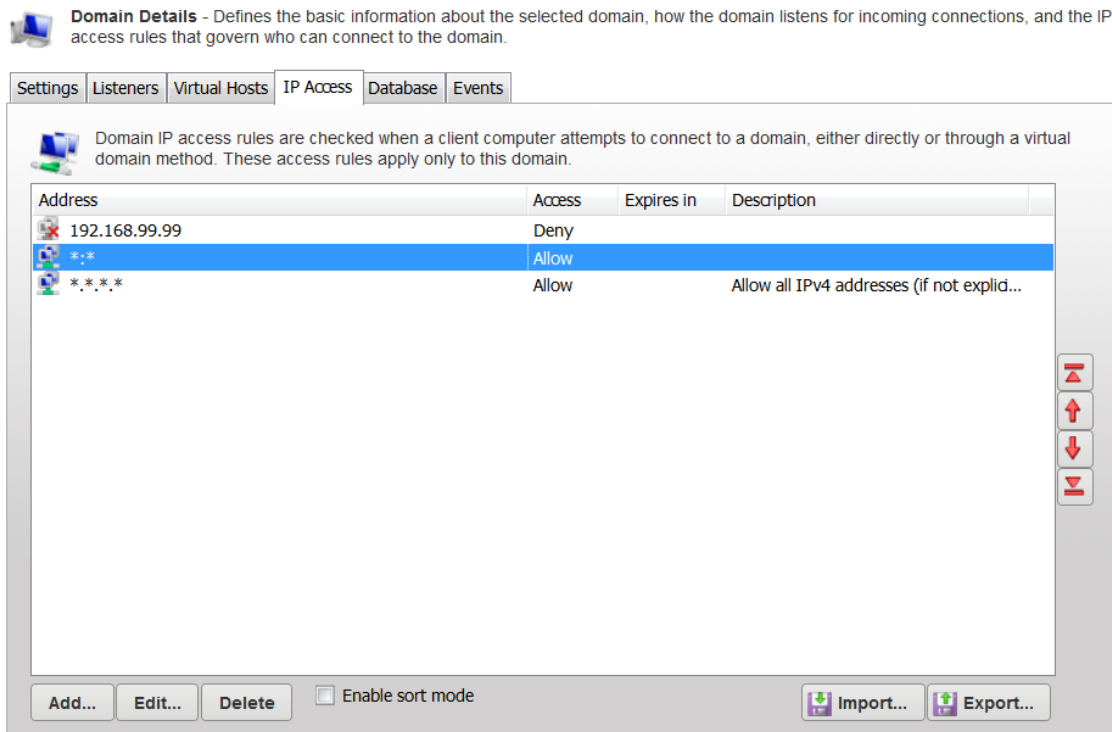 Domain Details - Defines the basic information about the selected domain, how the domain listens for incoming connections, and the IP
access rules that govern who can connect to the domain.
Settings Listeners Virtual Hosts IP Access Database Events
Domain IP access rules are checked when a client computer attempts to connect to a domain, either directly or through a virtual
domain method. These access rules apply only to this domain.
Address Access Expires in Description
192.168.99.99 Deny
*:* Allow
*.*.*.* Allow Allow all IPv4 addresses (if not explici...
Add... Edit... Delete Enable sort mode Import... Export...